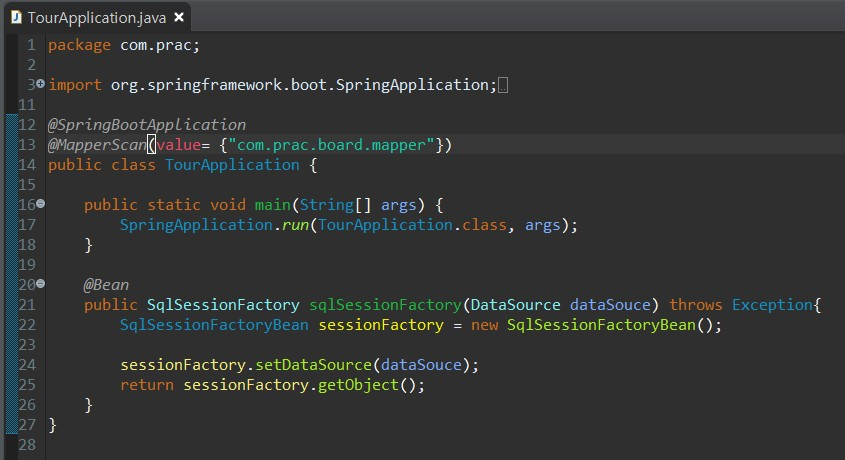 TourApplication.java
1 package com.prac;
2
3 import org.springframework.boot.SpringApplication;
11
12 @SpringBootApplication
13 @MapperScan(value= {"com.prac.board.mapper"})
14 public class TourApplication {
15
16 public static void main(String[] args) {
17 SpringApplication.run(TourApplication.class, args);
18 }
19
20 @Bean
21 public SqlSessionFactory sqlSessionFactory(DataSource dataSouce) throws Exception{
22 SqlSessionFactoryBean sessionFactory = new SqlSessionFactoryBean();
23
24 sessionFactory.setDataSource(dataSouce);
25 return sessionFactory.getObject();
26 }
27 }
28